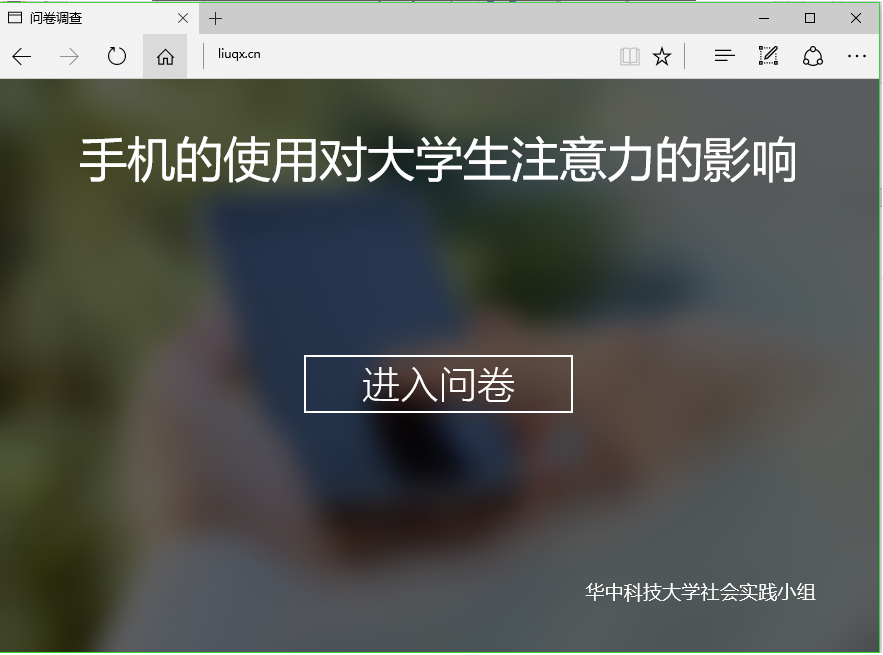 问卷调查
liuqx.cn
手机的使用对大学生注意力的影响
进入问卷
华中科技大学社会实践小组